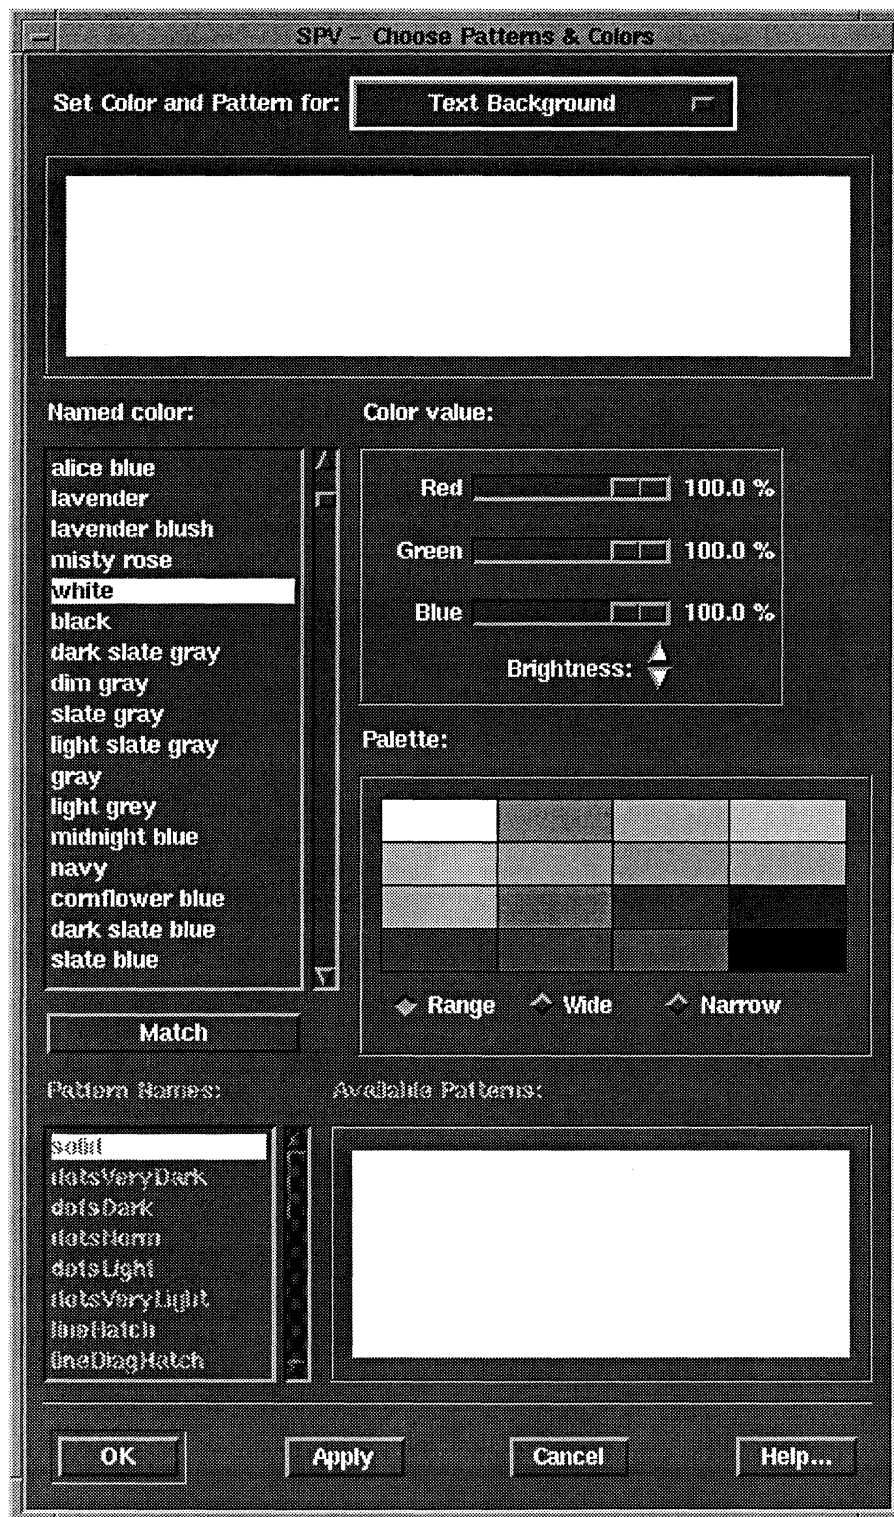 SPV - Choose Patterns & Colors
Set Color and Pattern for: Text Background
Named color:
alice blue
lavender
lavender blush
misty rose
white
black
dark slate gray
dim gray
slate gray
light slate gray
gray
light grey
midnight blue
navy
cornflower blue
dark slate blue
slate blue
Match
Color value:
Red 100.0 %
Green 100.0 %
Blue 100.0 %
Brightness:
Palette:
Range Wide Narrow
Pattern Names:
solid
dotsVeryDark
dotsDark
dotsNorm
dotsLight
dotsVeryLight
lineHatch
lineDiagHatch
Available Patterns:
OK Apply Cancel Help...